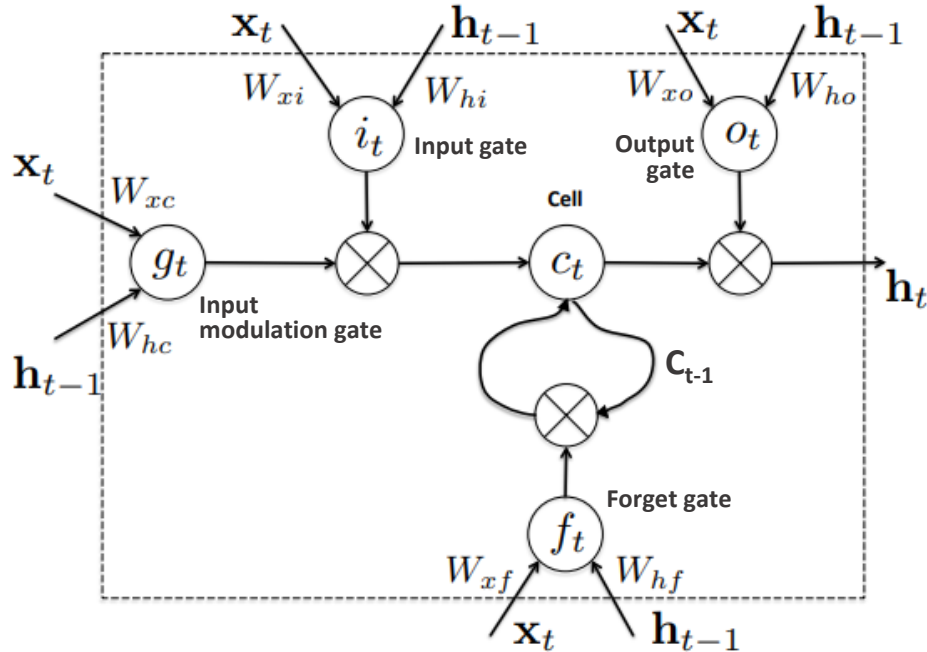 x_t h_{t−1} x_t h_{t−1}
W_{xi} W_{hi} W_{xo} W_{ho}
i_t Input gate Output gate o_t
x_t
W_{xc} Cell
g_t c_t
h_t
Input
modulation gate
W_{hc}
h_{t−1}
C_{t-1}
Forget gate
f_t
W_{xf} W_{hf}
x_t h_{t−1}